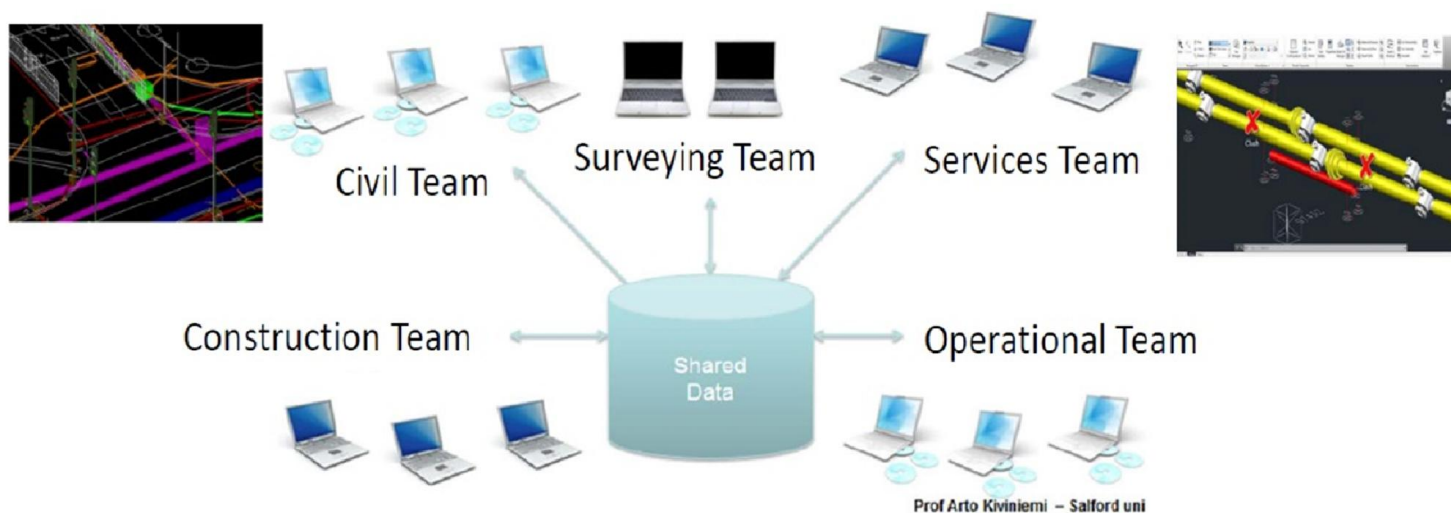 Civil Team
Surveying Team
Services Team
Construction Team
Shared
Data
Operational Team
Prof Arto Kiviniemi – Salford uni